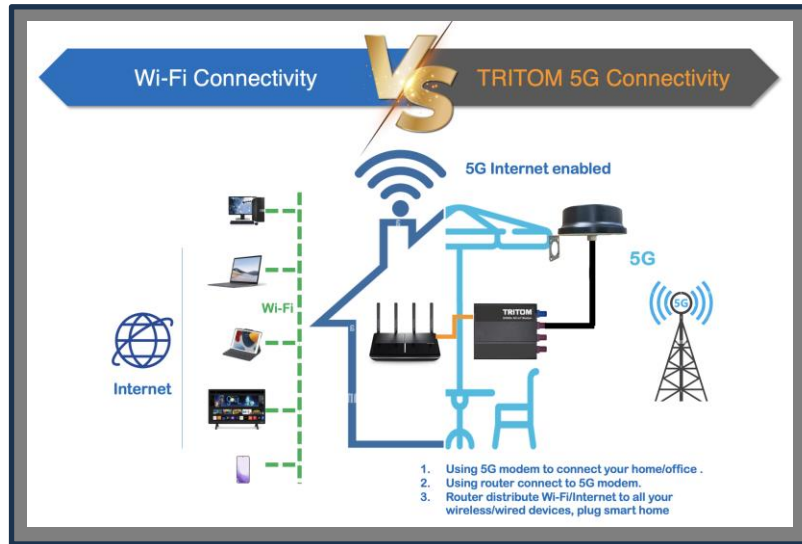 Wi-Fi Connectivity
VS
TRITOM 5G Connectivity
5G Internet enabled
5G
5G
Wi-Fi
Internet
TRITOM
1. Using 5G modem to connect your home/office .
2. Using router connect to 5G modem.
3. Router distribute Wi-Fi/Internet to all your
wireless/wired devices, plug smart home